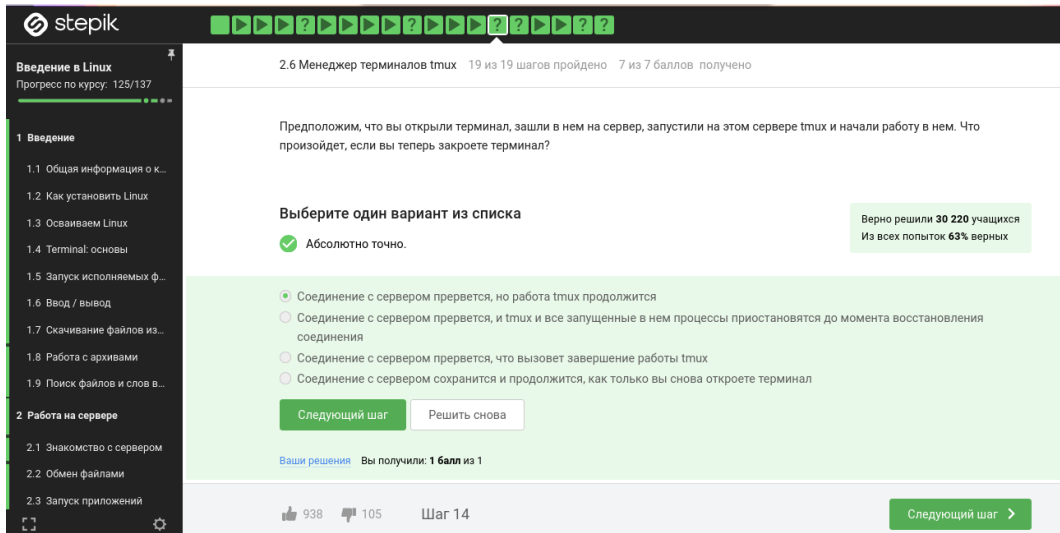 stepik
Введение в Linux
Прогресс по курсу: 125/137
1 Введение
1.1 Общая информация о к...
1.2 Как установить Linux
1.3 Осваиваем Linux
1.4 Terminal: основы
1.5 Запуск исполняемых ф...
1.6 Ввод / вывод
1.7 Скачивание файлов из...
1.8 Работа с архивами
1.9 Поиск файлов и слов в...
2 Работа на сервере
2.1 Знакомство с сервером
2.2 Обмен файлами
2.3 Запуск приложений
? ? ? ? ? ?
2.6 Менеджер терминалов tmux 19 из 19 шагов пройдено 7 из 7 баллов получено
Предположим, что вы открыли терминал, зашли в нем на сервер, запустили на этом сервере tmux и начали работу в нем. Что
произойдет, если вы теперь закроете терминал?
Выберите один вариант из списка
Абсолютно точно.
Верно решили 30 220 учащихся
Из всех попыток 63% верных
Соединение с сервером прервется, но работа tmux продолжится
Соединение с сервером прервется, и tmux и все запущенные в нем процессы приостановятся до момента восстановления
соединения
Соединение с сервером прервется, что вызовет завершение работы tmux
Соединение с сервером сохранится и продолжится, как только вы снова откроете терминал
Следующий шаг Решить снова
Ваши решения Вы получили: 1 балл из 1
938 105 Шаг 14 Следующий шаг